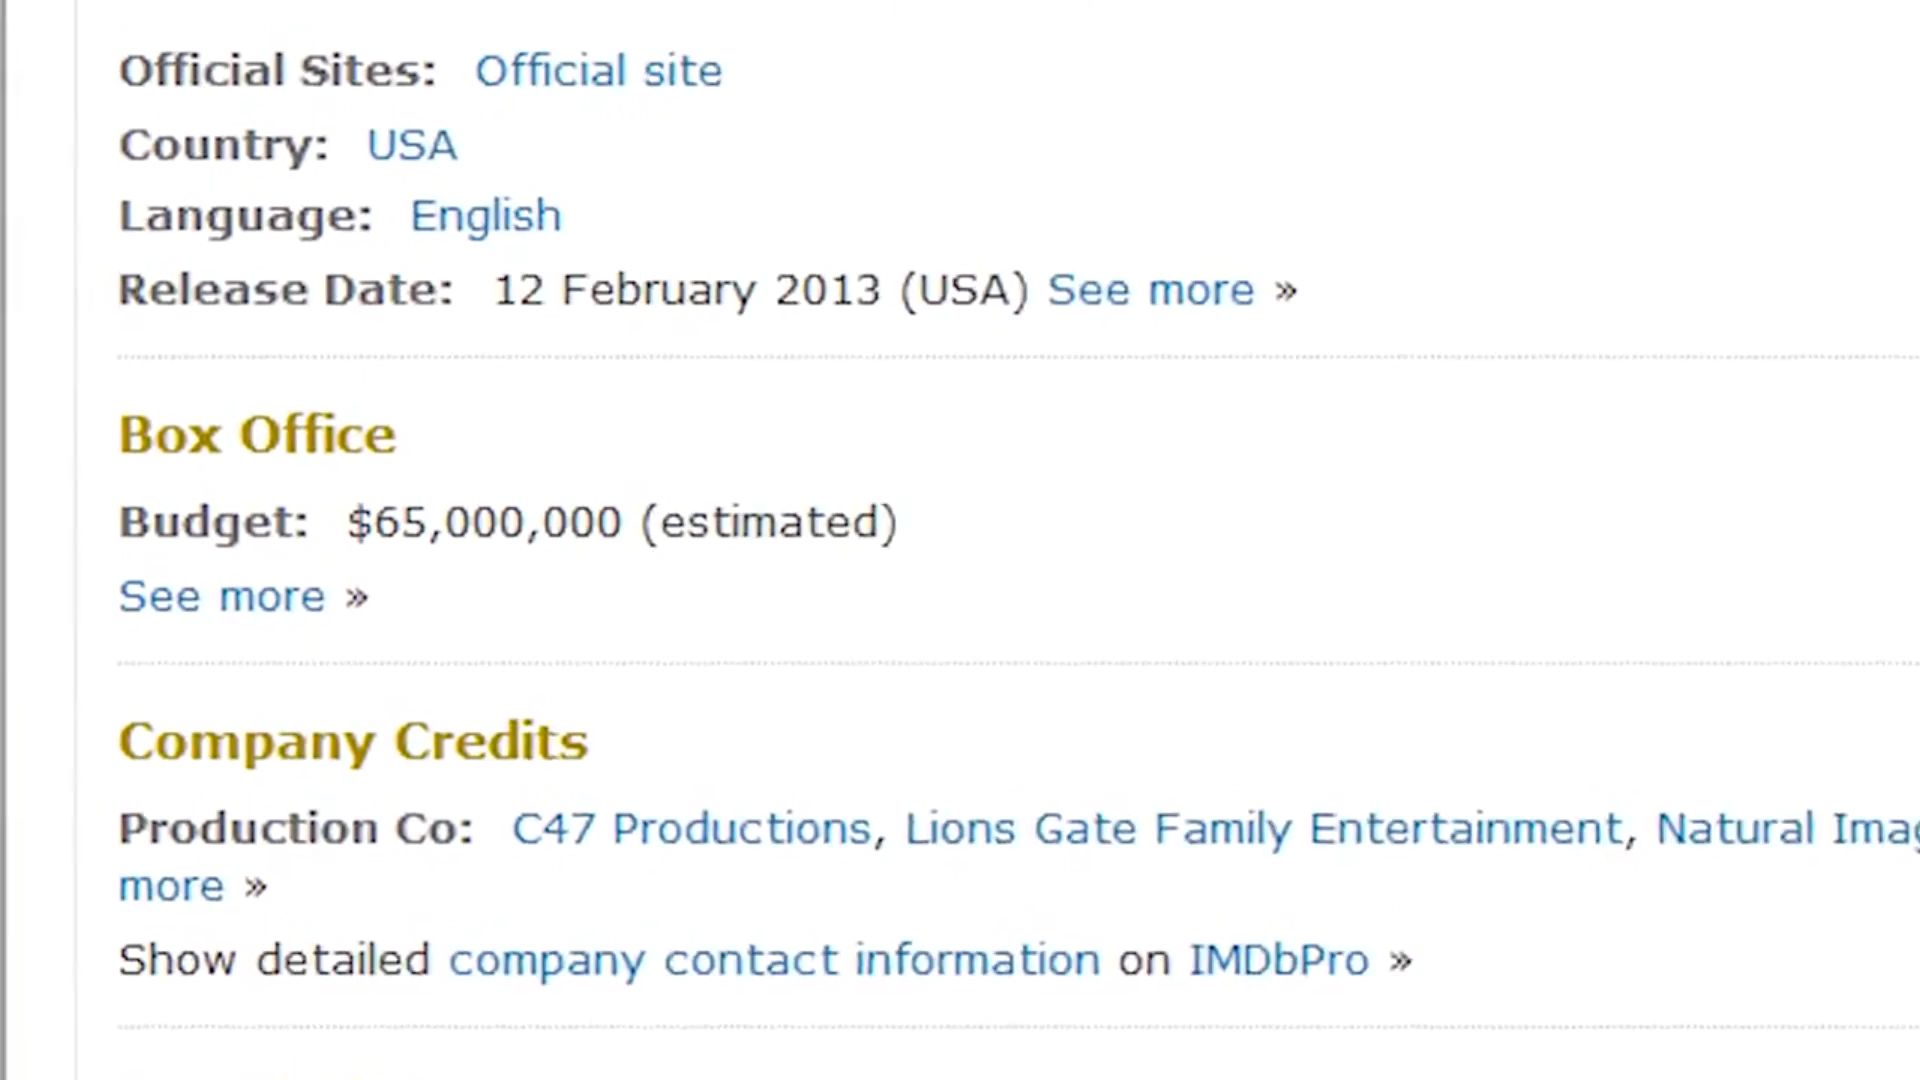 Official Sites: Official site
Country: USA
Language: English
Release Date: 12 February 2013 (USA) See more »
Box Office
Budget: $65,000,000 (estimated)
See more »
Company Credits
Production Co: C47 Productions, Lions Gate Family Entertainment, Natural
more »
Show detailed company contact information on IMDbPro »